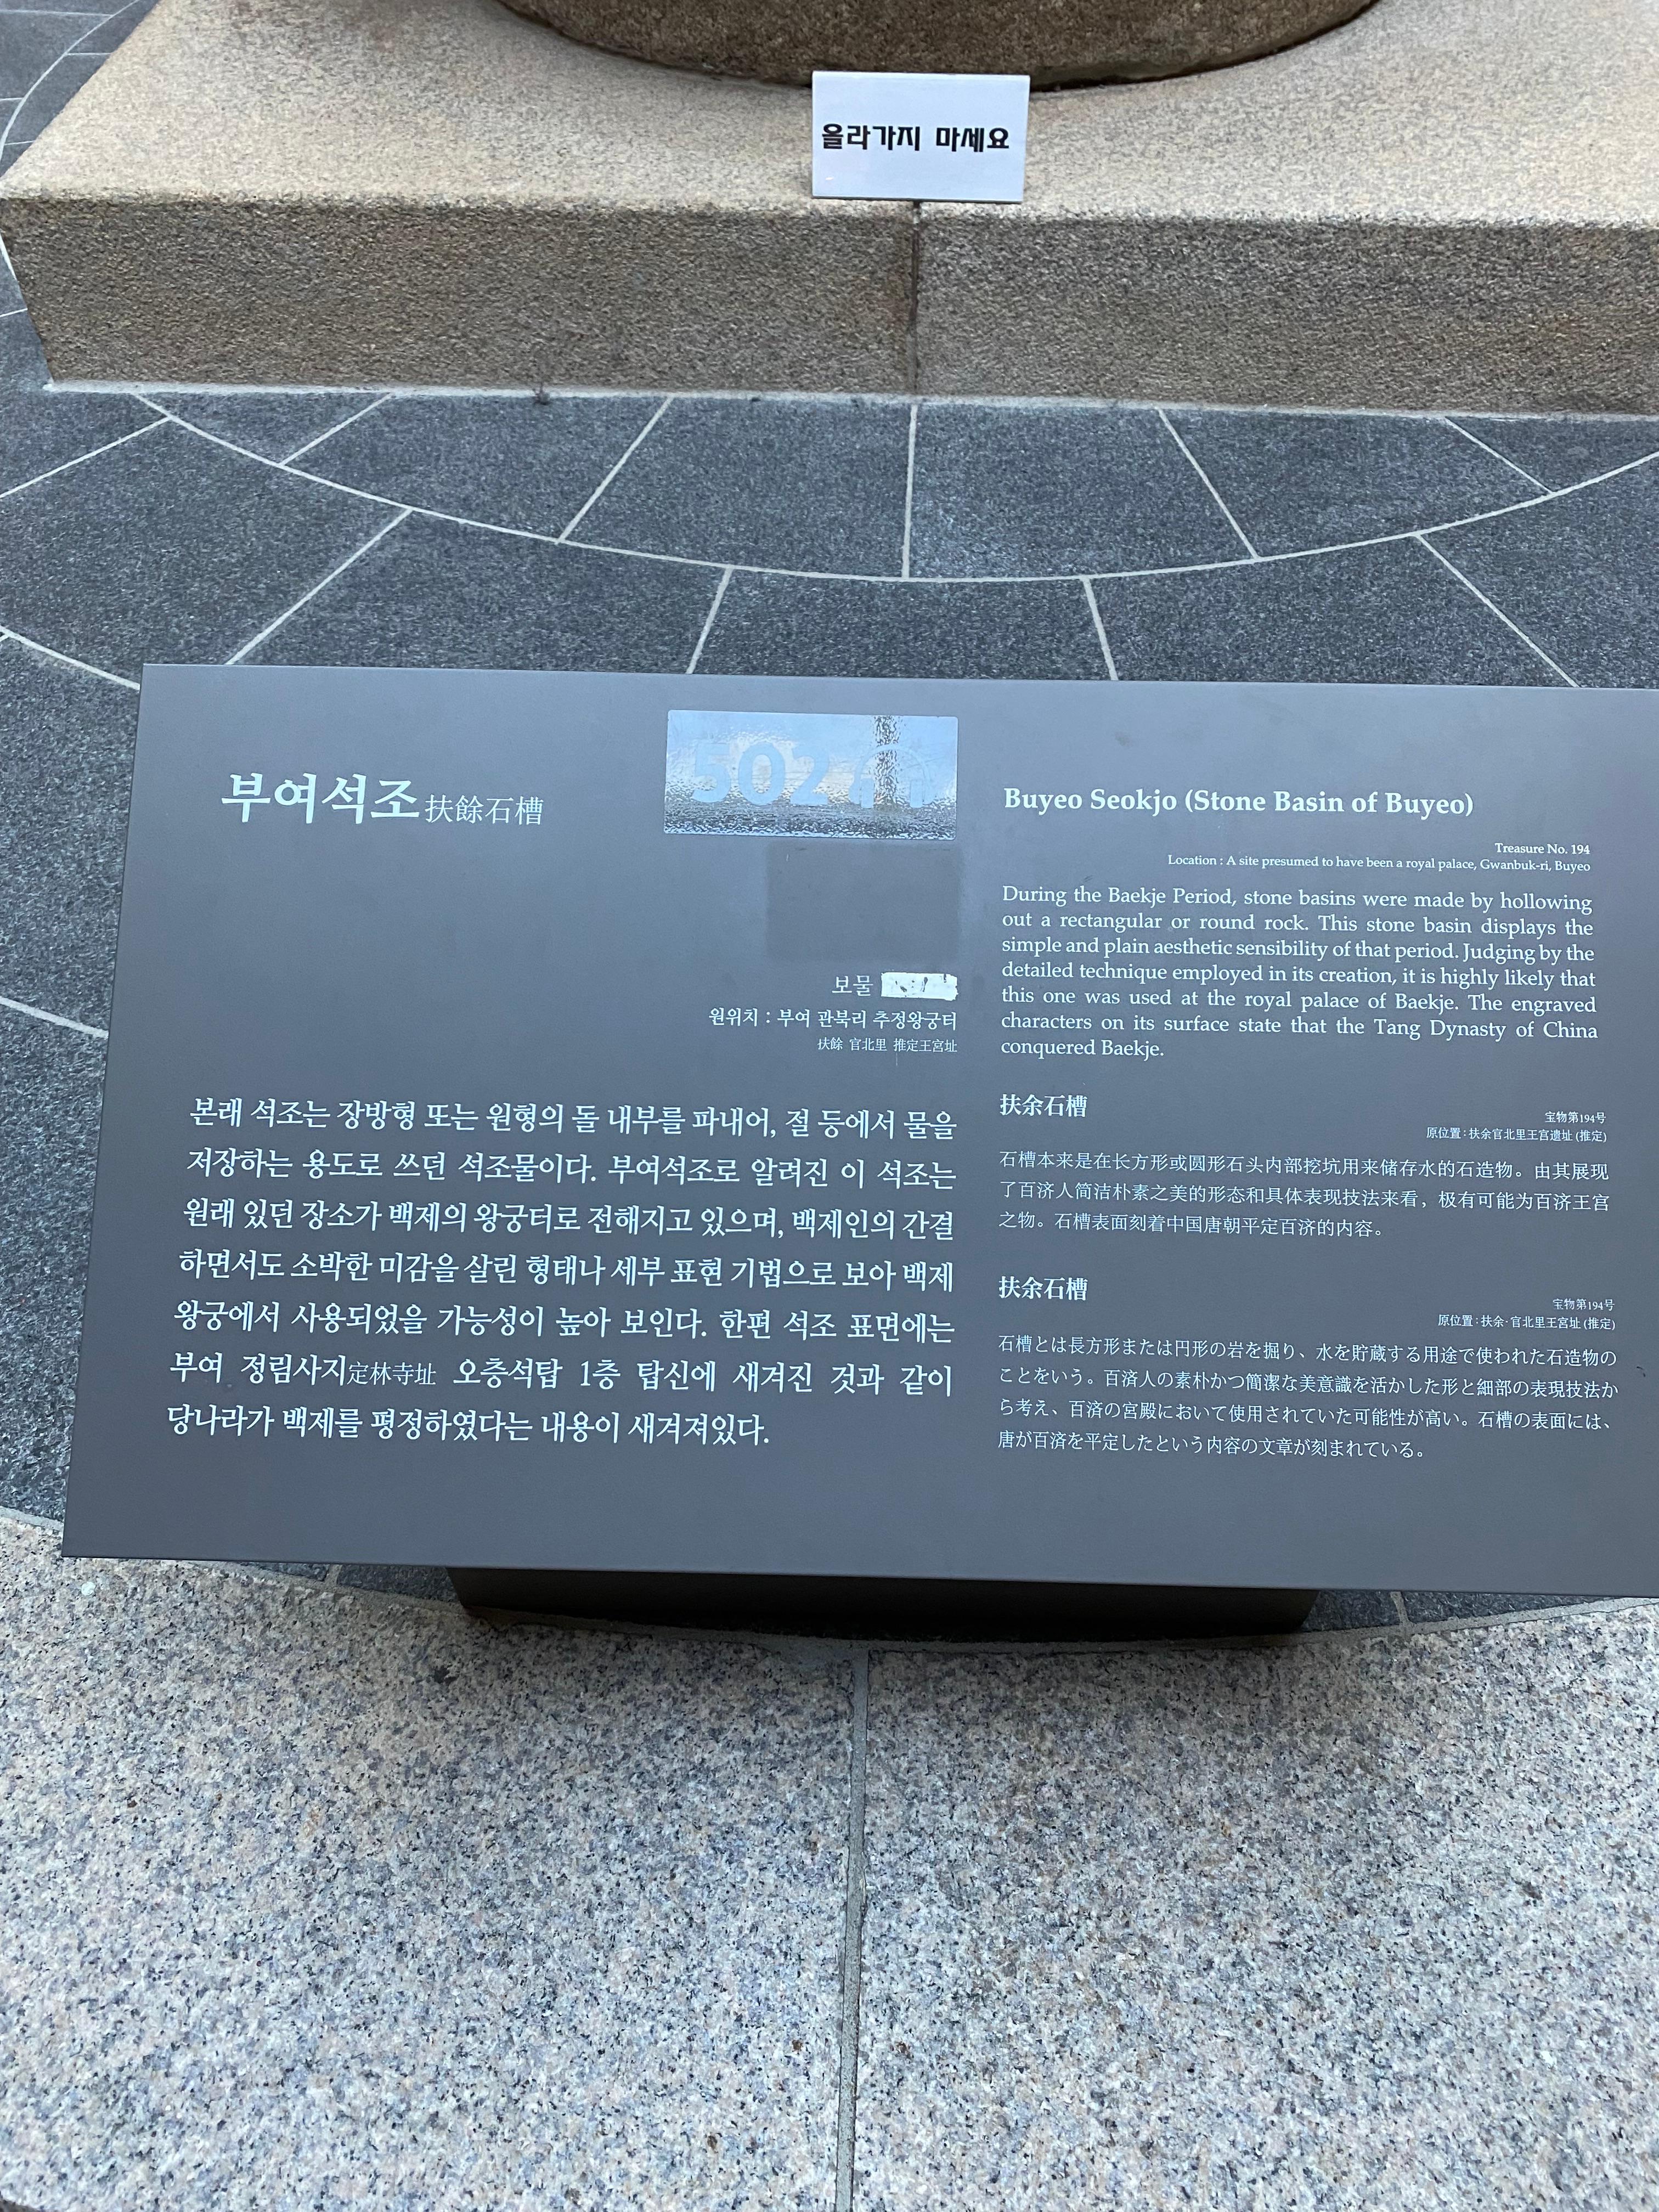 올라가지 마세요
502
부여석조 扶餘石槽
보물
원위치 : 부여 관북리 추정왕궁터
扶餘 官北里 推定王宮址
본래 석조는 장방형 또는 원형의 돌 내부를 파내어, 절 등에서 물을
저장하는 용도로 쓰던 석조물이다. 부여석조로 알려진 이 석조는
원래 있던 장소가 백제의 왕궁터로 전해지고 있으며, 백제인의 간결
하면서도 소박한 미감을 살린 형태나 세부 표현 기법으로 보아 백제
왕궁에서 사용되었을 가능성이 높아 보인다. 한편 석조 표면에는
부여 정림사지定林寺址 오층석탑 1층 탑신에 새겨진 것과 같이
당나라가 백제를 평정하였다는 내용이 새겨져있다.
Buyeo Seokjo (Stone Basin of Buyeo)
Treasure No. 194
Location : A site presumed to have been a royal palace, Gwanbuk-ri, Buyeo
During the Baekje Period, stone basins were made by hollowing
out a rectangular or round rock. This stone basin displays the
simple and plain aesthetic sensibility of that period. Judging by the
detailed technique employed in its creation, it is highly likely that
this one was used at the royal palace of Baekje. The engraved
characters on its surface state that the Tang Dynasty of China
conquered Baekje.
扶余石槽
宝物第194号
原位置 : 扶余官北里王宫遗址 (推定)
石槽本来是在长方形或圆形石头内部挖坑用来储存水的石造物。由其展现
了百济人简洁朴素之美的形态和具体表现技法来看，极有可能为百济王宫
之物。石槽表面刻着中国唐朝平定百济的内容。
扶余石槽
宝物第194号
原位置 : 扶余·官北里王宮址 (推定)
石槽とは長方形または円形の岩を掘り、水を貯蔵する用途で使われた石造物の
ことをいう。百済人の素朴かつ簡潔な美意識を活かした形と細部の表現技法か
ら考え、百済の宮殿において使用されていた可能性が高い。石槽の表面には、
唐が百済を平定したという内容の文章が刻まれている。